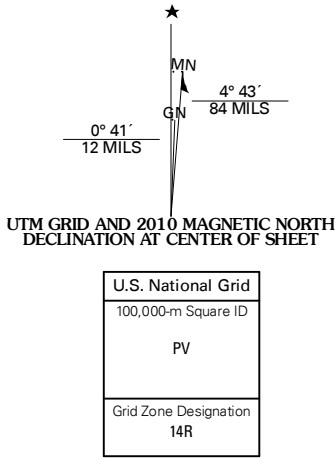 ★
MN
4° 43´
84 MILS
GN
0° 41´
12 MILS
UTM GRID AND 2010 MAGNETIC NORTH
DECLINATION AT CENTER OF SHEET
U.S. National Grid
100,000-m Square ID
PV
Grid Zone Designation
14R